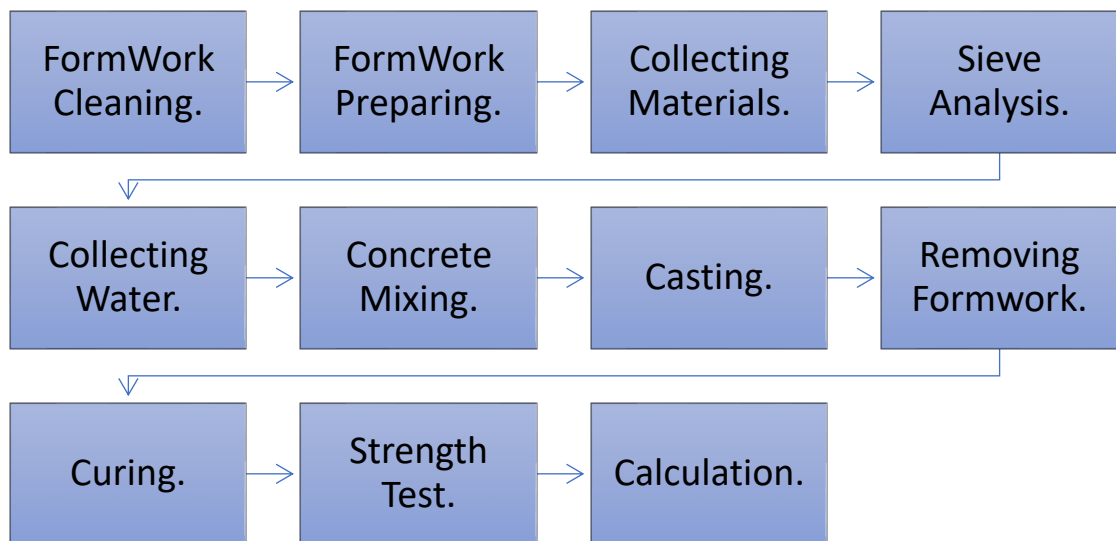 FormWork
Cleaning.
FormWork
Preparing.
Collecting
Materials.
Sieve
Analysis.
Collecting
Water.
Concrete
Mixing.
Casting.
Removing
Formwork.
Curing.
Strength
Test.
Calculation.